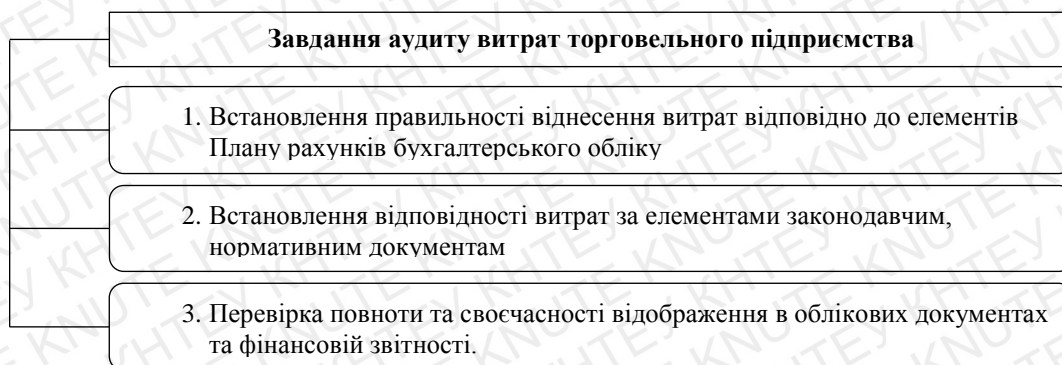 Завдання аудиту витрат торговельного підприємства
1. Встановлення правильності віднесення витрат відповідно до елементів
Плану рахунків бухгалтерського обліку
2. Встановлення відповідності витрат за елементами законодавчим,
нормативним документам
3. Перевірка повноти та своєчасності відображення в облікових документах
та фінансовій звітності.